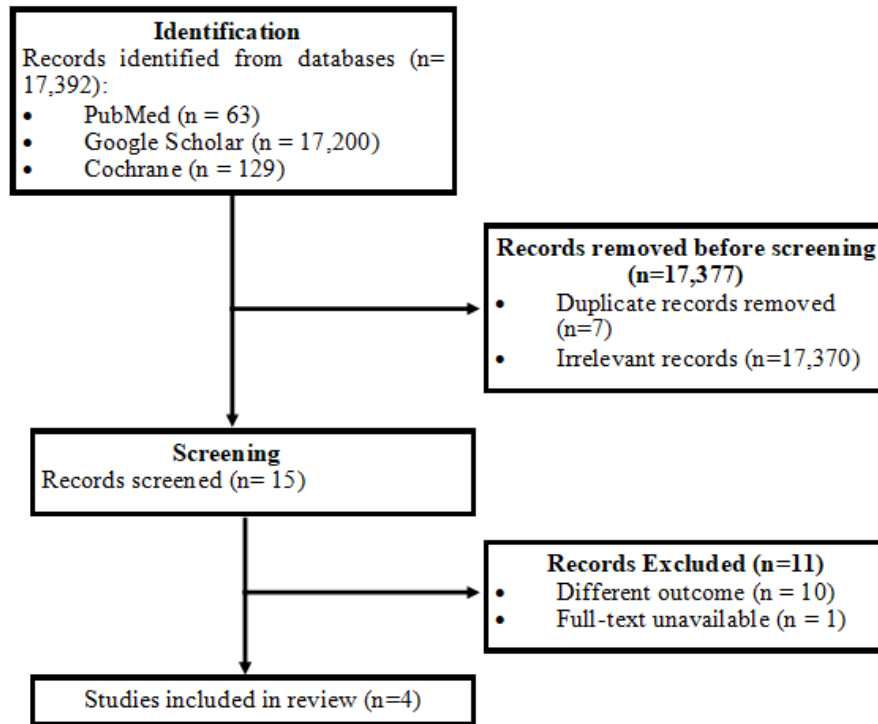 Identification
Records identified from databases (n=
17,392):
• PubMed (n = 63)
• Google Scholar (n = 17,200)
• Cochrane (n = 129)
Records removed before screening
(n=17,377)
• Duplicate records removed
(n=7)
• Irrelevant records (n=17,370)
Screening
Records screened (n= 15)
Records Excluded (n=11)
• Different outcome (n = 10)
• Full-text unavailable (n = 1)
Studies included in review (n=4)